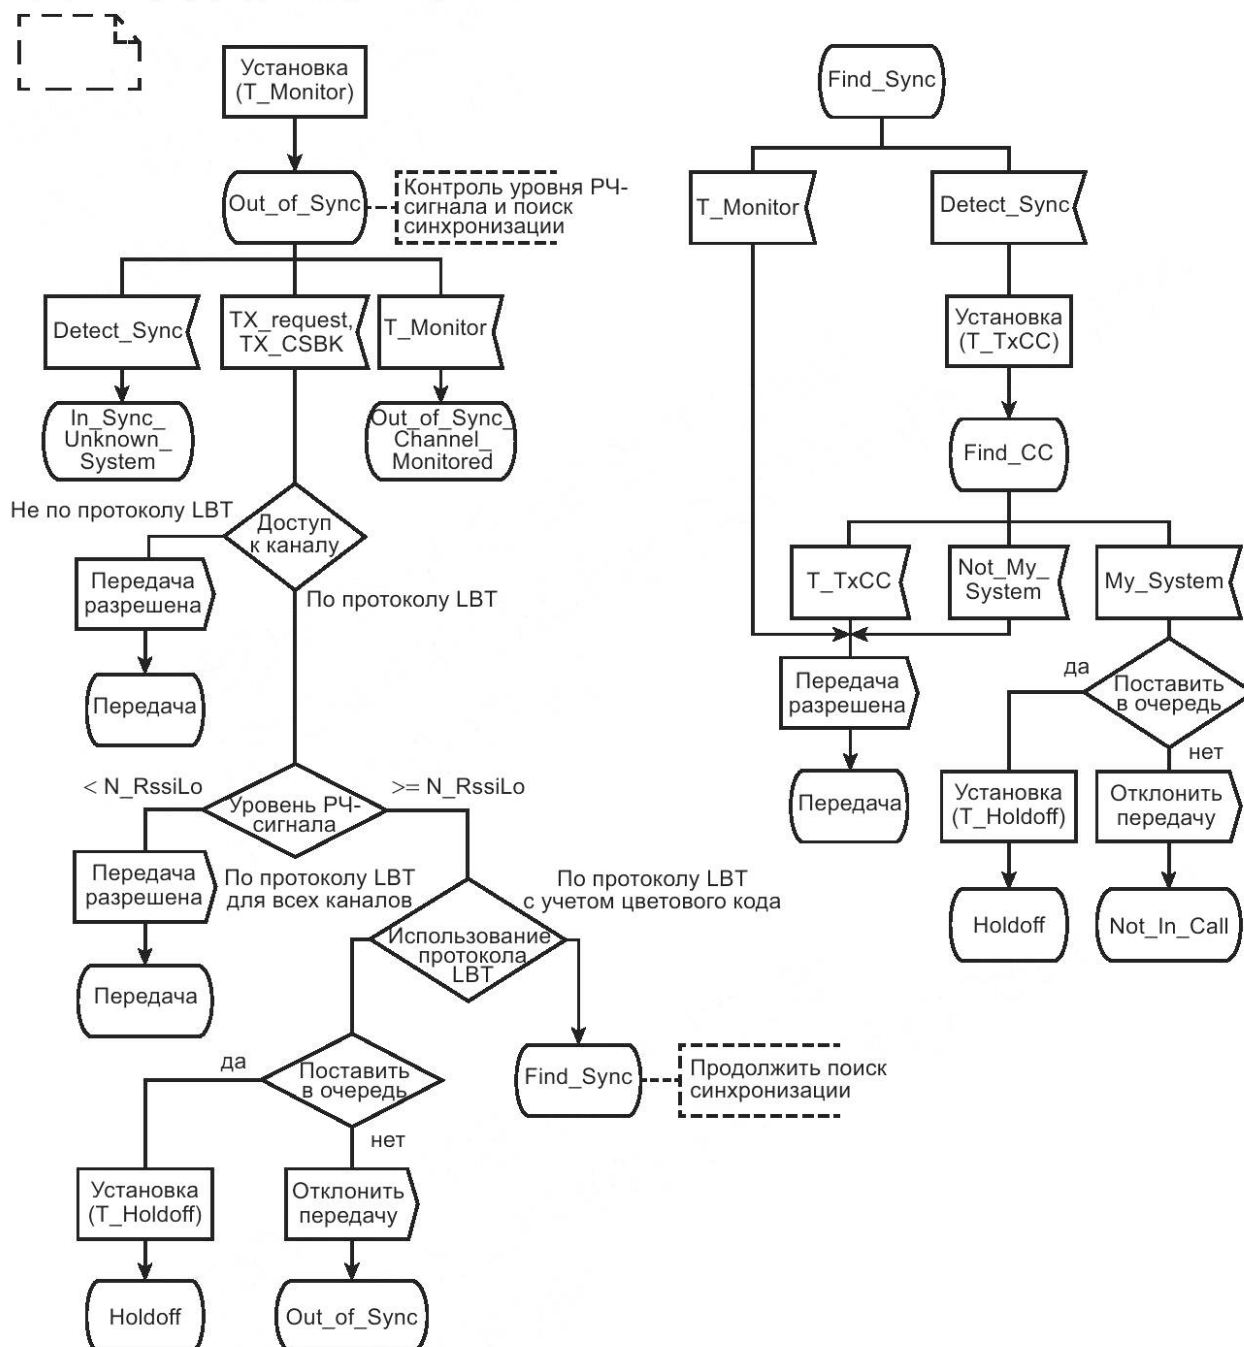 Установка
(T_Monitor)
Out_of_Sync
Контроль уровня РЧ-
сигнала и поиск
синхронизации
Detect_Sync
TX_request,
TX_CSBK
T_Monitor
In_Sync_
Unknown_
System
Out_of_Sync_
Channel_
Monitored
Не по протоколу LBT
Доступ
к каналу
Передача
разрешена
По протоколу LBT
Передача
< N_RssiLo
>= N_RssiLo
Уровень РЧ-
сигнала
Передача
разрешена
По протоколу LBT
для всех каналов
По протоколу LBT
с учетом цветового кода
Использование
протокола
LBT
Передача
да
Поставить
в очередь
нет
Find_Sync
Продолжить поиск
синхронизации
Установка
(T_Holdoff)
Отклонить
передачу
Holdoff
Out_of_Sync
Find_Sync
T_Monitor
Detect_Sync
Установка
(T_TxCC)
Find_CC
T_TxCC
Not_My_
System
My_System
Передача
разрешена
да
Поставить
в очередь
нет
Передача
Установка
(T_Holdoff)
Отклонить
передачу
Holdoff
Not_In_Call